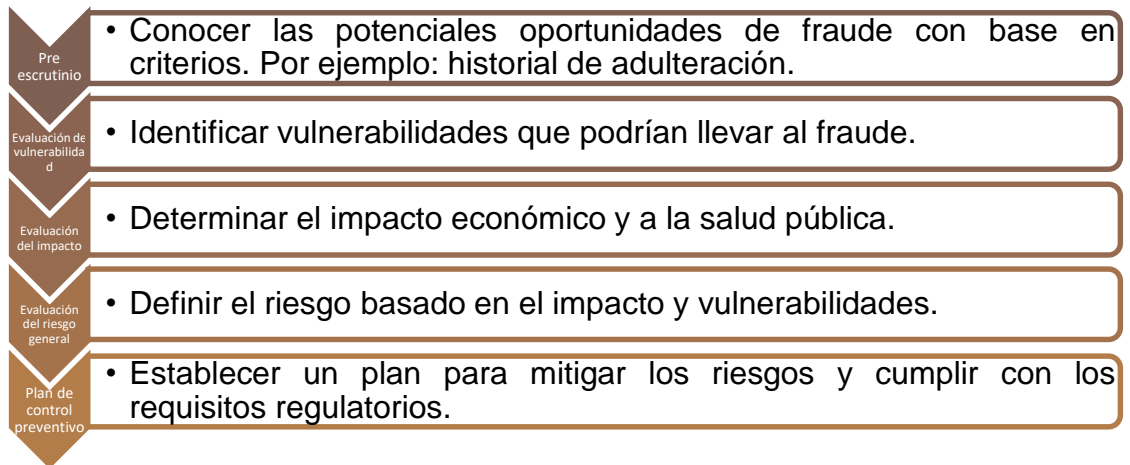 Pre
escrutinio
• Conocer las potenciales oportunidades de fraude con base en
criterios. Por ejemplo: historial de adulteración.
Evaluación de
vulnerabilida
d
• Identificar vulnerabilidades que podrían llevar al fraude.
Evaluación
del impacto
• Determinar el impacto económico y a la salud pública.
Evaluación
del riesgo
general
• Definir el riesgo basado en el impacto y vulnerabilidades.
Plan de
control
preventivo
• Establecer un plan para mitigar los riesgos y cumplir con los
requisitos regulatorios.